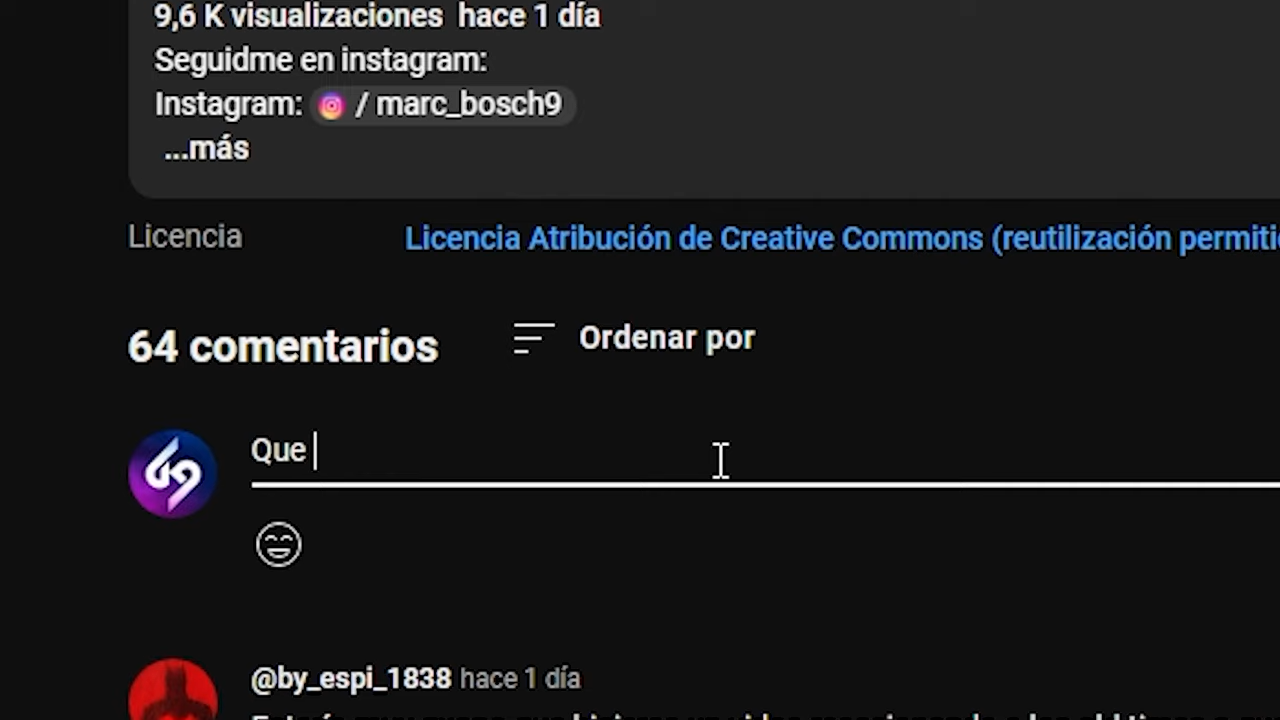 9,6 K visualizaciones hace 1 día
Seguidme en instagram:
Instagram: / marc_bosch9
...más
Licencia Licencia Atribución de Creative Commons (reutilización
64 comentarios Ordenar por
Que
@by_espi_1838 hace 1 día